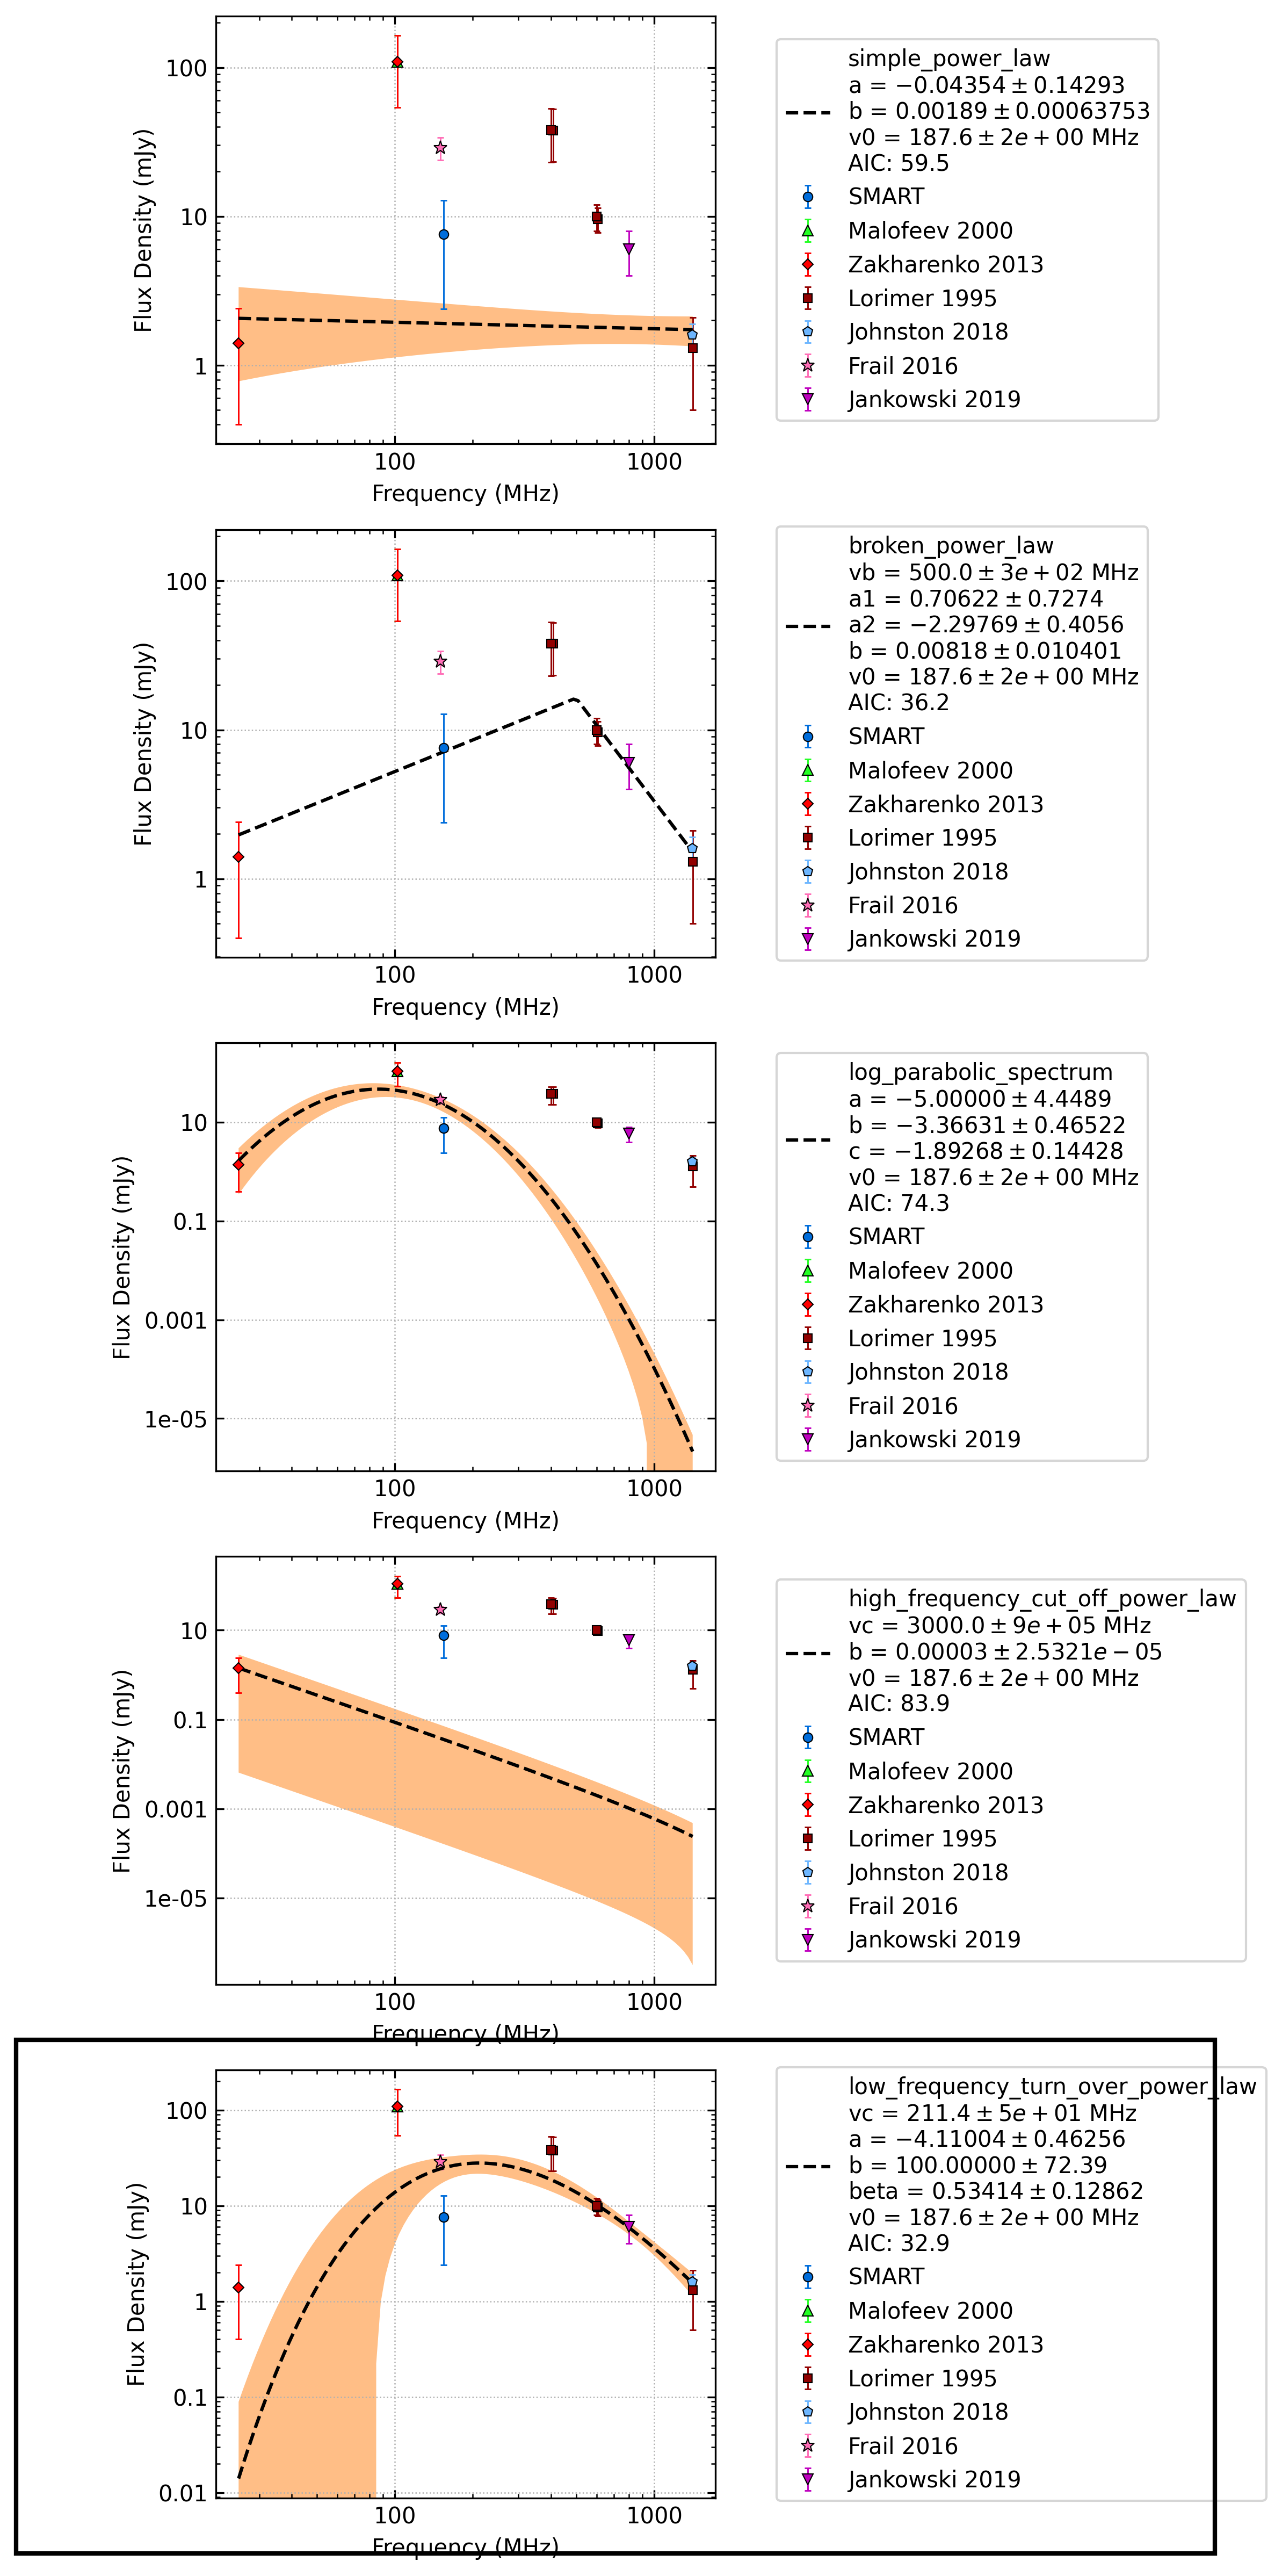 100
10
1
Flux Density (mJy)
100
1000
Frequency (MHz)
simple_power_law
a = −0.04354 ± 0.14293
b = 0.00189 ± 0.00063753
v0 = 187.6 ± 2e + 00 MHz
AIC: 59.5
SMART
Malofeev 2000
Zakharenko 2013
Lorimer 1995
Johnston 2018
Frail 2016
Jankowski 2019
100
10
1
Flux Density (mJy)
100
1000
Frequency (MHz)
broken_power_law
vb = 500.0 ± 3e + 02 MHz
a1 = 0.70622 ± 0.7274
a2 = −2.29769 ± 0.4056
b = 0.00818 ± 0.010401
v0 = 187.6 ± 2e + 00 MHz
AIC: 36.2
SMART
Malofeev 2000
Zakharenko 2013
Lorimer 1995
Johnston 2018
Frail 2016
Jankowski 2019
10
0.1
0.001
1e-05
Flux Density (mJy)
100
1000
Frequency (MHz)
log_parabolic_spectrum
a = −5.00000 ± 4.4489
b = −3.36631 ± 0.46522
c = −1.89268 ± 0.14428
v0 = 187.6 ± 2e + 00 MHz
AIC: 74.3
SMART
Malofeev 2000
Zakharenko 2013
Lorimer 1995
Johnston 2018
Frail 2016
Jankowski 2019
10
0.1
0.001
1e-05
Flux Density (mJy)
100
1000
Frequency (MHz)
high_frequency_cut_off_power_law
vc = 3000.0 ± 9e + 05 MHz
b = 0.00003 ± 2.5321e − 05
v0 = 187.6 ± 2e + 00 MHz
AIC: 83.9
SMART
Malofeev 2000
Zakharenko 2013
Lorimer 1995
Johnston 2018
Frail 2016
Jankowski 2019
100
10
1
0.1
0.01
Flux Density (mJy)
100
1000
Frequency (MHz)
low_frequency_turn_over_power_law
vc = 211.4 ± 5e + 01 MHz
a = −4.11004 ± 0.46256
b = 100.00000 ± 72.39
beta = 0.53414 ± 0.12862
v0 = 187.6 ± 2e + 00 MHz
AIC: 32.9
SMART
Malofeev 2000
Zakharenko 2013
Lorimer 1995
Johnston 2018
Frail 2016
Jankowski 2019